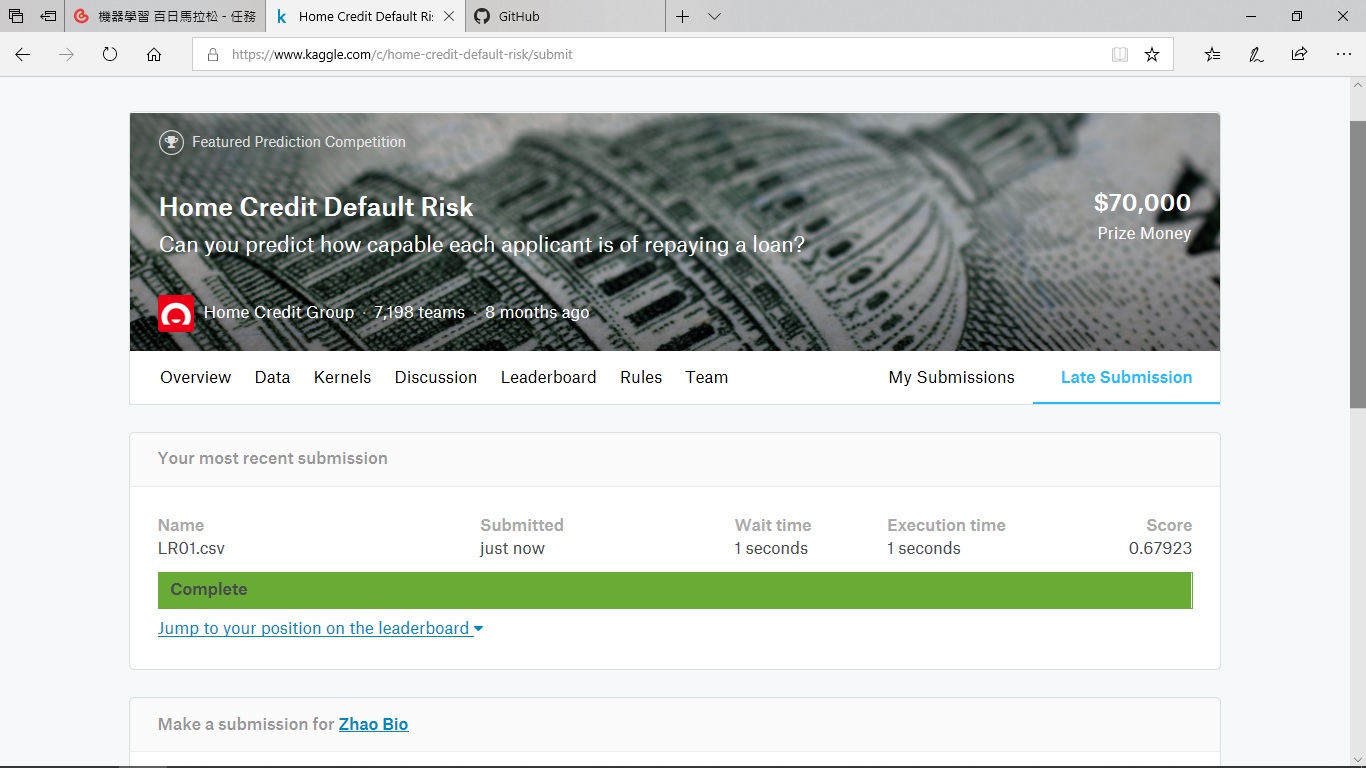 機器學習 百日馬拉松 - 任務
Home Credit Default Ri
GitHub
https://www.kaggle.com/c/home-credit-default-risk/submit
Featured Prediction Competition
Home Credit Default Risk
Can you predict how capable each applicant is of repaying a loan?
$70,000
Prize Money
Home Credit Group · 7,198 teams · 8 months ago
Overview Data Kernels Discussion Leaderboard Rules Team My Submissions Late Submission
Your most recent submission
Name Submitted Wait time Execution time Score
LR01.csv just now 1 seconds 1 seconds 0.67923
Complete
Jump to your position on the leaderboard
Make a submission for Zhao Bio